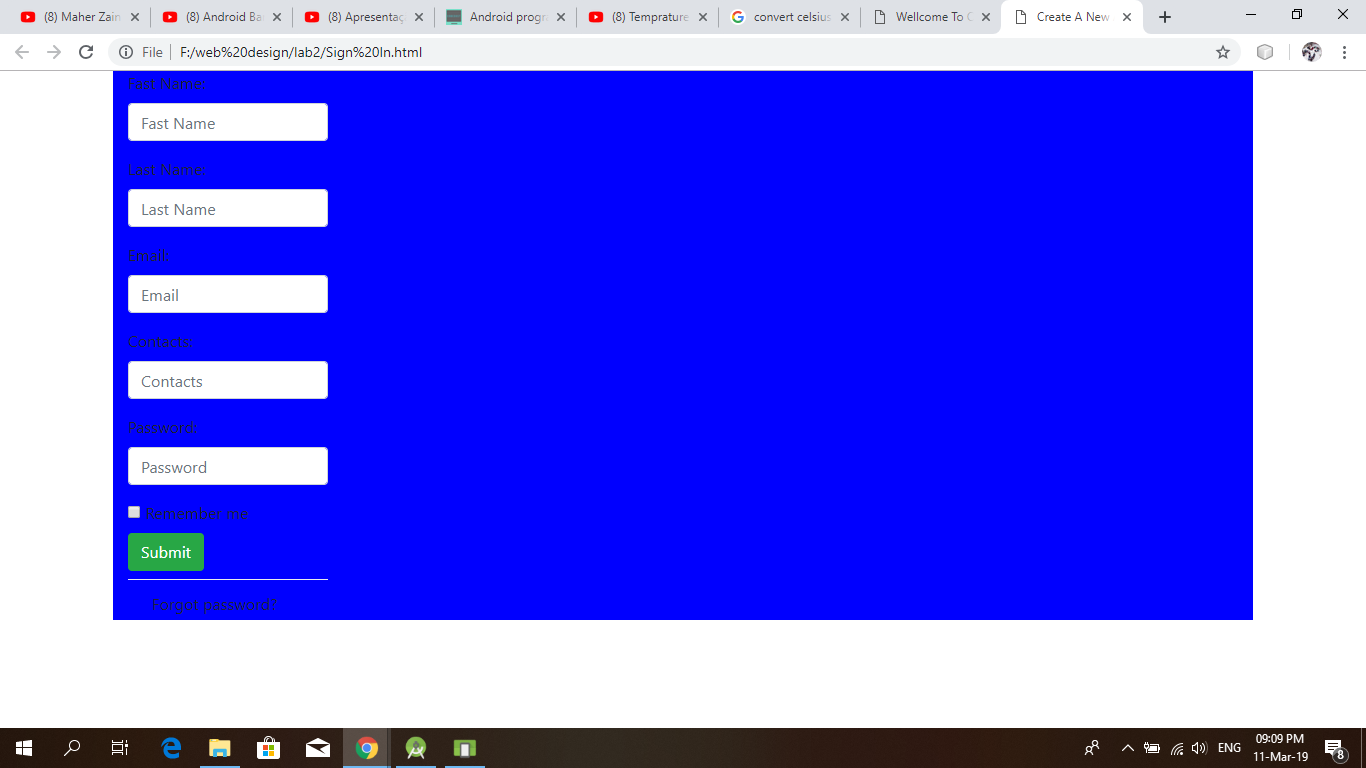 (8) Maher Zain
(8) Android Ba
(8) Apresentaç
Android progr
(8) Temprature
convert celsius
Wellcome To C
Create A New
File
F:/web%20design/lab2/Sign%20In.html
Fast Name:
Fast Name
Last Name:
Last Name
Email:
Email
Contacts:
Contacts
Password:
Password
Remember me
Submit
Forgot password?
ENG
09:09 PM
11-Mar-19
8